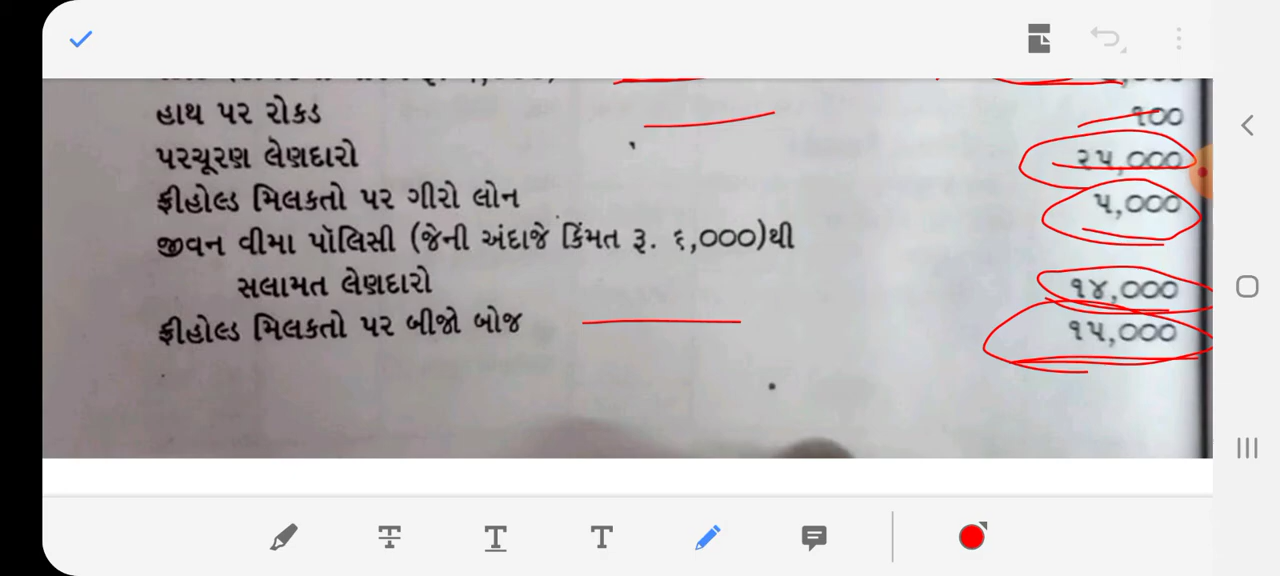 હાથ પર રોકડ ૧૦૦
પરચૂરણ લેણદારો ૨૫,૦૦૦
ફ્રીહોલ્ડ મિલકતો પર ગીરો લોન ૫,૦૦૦
જીવન વીમા પૉલિસી (જેની અંદાજે કિંમત રૂ. ૬,૦૦૦)થી
સલામત લેણદારો ૧૪,૦૦૦
ફ્રીહોલ્ડ મિલકતો પર બીજો બોજ ૧૫,૦૦૦